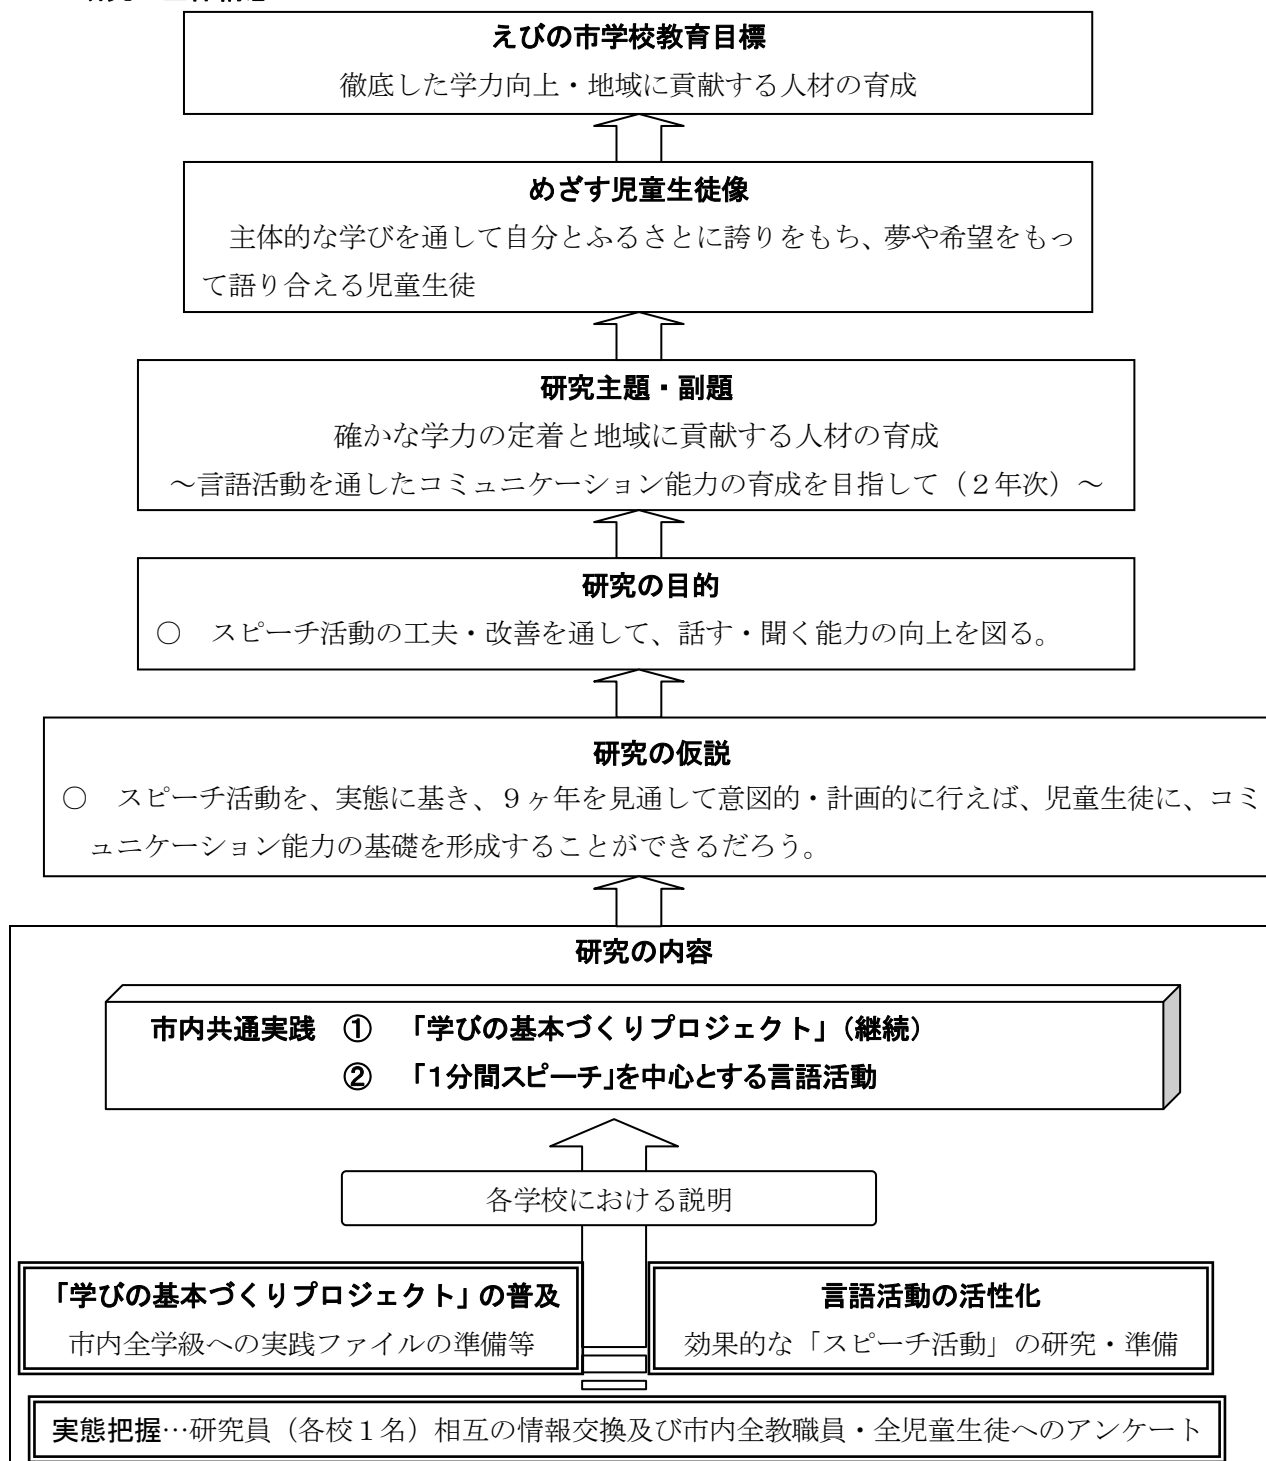 えびの市学校教育目標
徹底した学力向上・地域に貢献する人材の育成
めざす児童生徒像
主体的な学びを通して自分とふるさとに誇りをもち、夢や希望をもっ
て語り合える児童生徒
研究主題・副題
確かな学力の定着と地域に貢献する人材の育成
～言語活動を通したコミュニケーション能力の育成を目指して（２年次）～
研究の目的
○　スピーチ活動の工夫・改善を通して、話す・聞く能力の向上を図る。
研究の仮説
○　スピーチ活動を、実態に基き、９ヶ年を見通して意図的・計画的に行えば、児童生徒に、コミ
ュニケーション能力の基礎を形成することができるだろう。
研究の内容
市内共通実践　①　「学びの基本づくりプロジェクト」（継続）
②　「１分間スピーチ」を中心とする言語活動
各学校における説明
「学びの基本づくりプロジェクト」の普及
市内全学級への実践ファイルの準備等
言語活動の活性化
効果的な「スピーチ活動」の研究・準備
実態把握…研究員（各校１名）相互の情報交換及び市内全教職員・全児童生徒へのアンケート